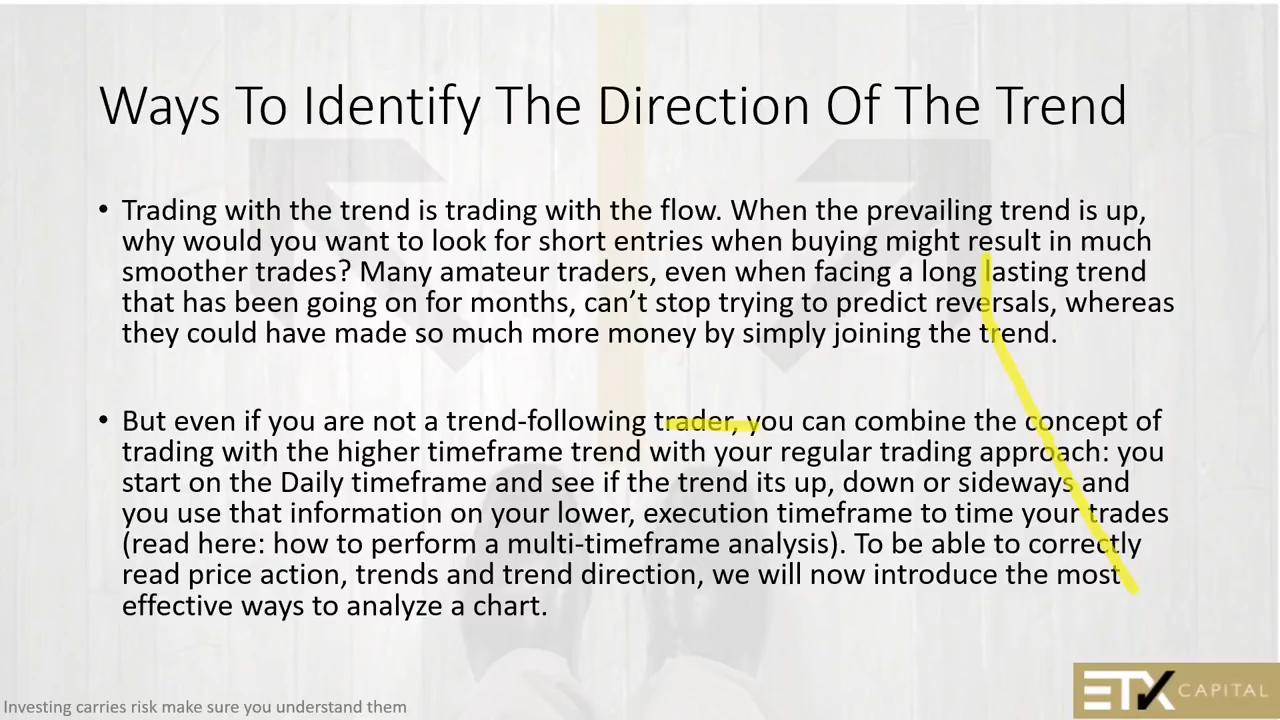 Ways To Identify The Direction Of The Trend
• Trading with the trend is trading with the flow. When the prevailing trend is up,
why would you want to look for short entries when buying might result in much
smoother trades? Many amateur traders, even when facing a long lasting trend
that has been going on for months, can’t stop trying to predict reversals, whereas
they could have made so much more money by simply joining the trend.
• But even if you are not a trend-following trader, you can combine the concept of
trading with the higher timeframe trend with your regular trading approach: you
start on the Daily timeframe and see if the trend its up, down or sideways and
you use that information on your lower, execution timeframe to time your trades
(read here: how to perform a multi-timeframe analysis). To be able to correctly
read price action, trends and trend direction, we will now introduce the most
effective ways to analyze a chart.
ETX CAPITAL
Investing carries risk make sure you understand them